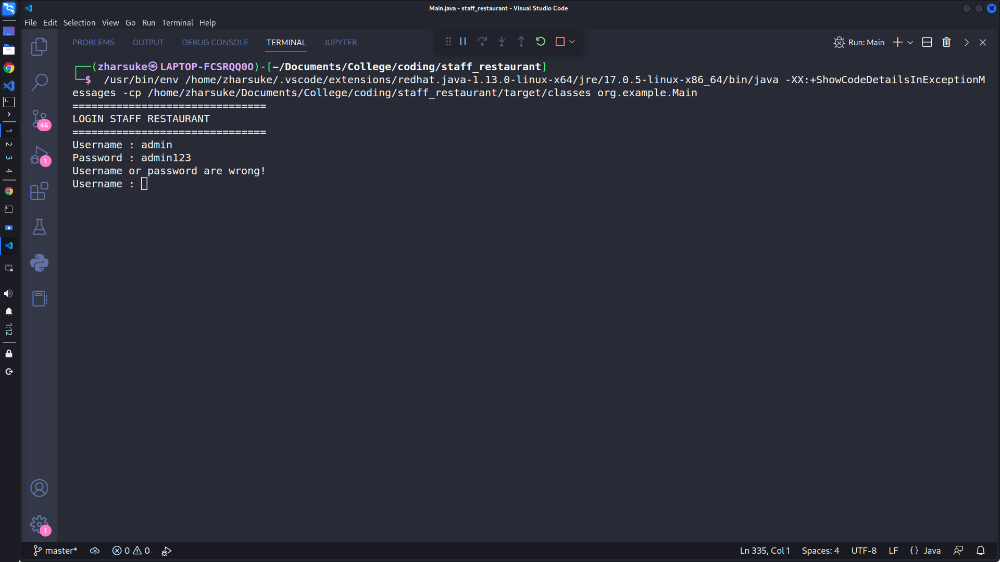 Main.java - staff_restaurant - Visual Studio Code
File Edit Selection View Go Run Terminal Help
PROBLEMS OUTPUT DEBUG CONSOLE TERMINAL JUPYTER
Run: Main
┌──(zharsuke㉿LAPTOP-FCSRQQ0O)-[~/Documents/College/coding/staff_restaurant]
└─$  /usr/bin/env /home/zharsuke/.vscode/extensions/redhat.java-1.13.0-linux-x64/jre/17.0.5-linux-x86_64/bin/java -XX:+ShowCodeDetailsInExceptionM
essages -cp /home/zharsuke/Documents/College/coding/staff_restaurant/target/classes org.example.Main
===============================
LOGIN STAFF RESTAURANT
===============================
Username : admin
Password : admin123
Username or password are wrong!
Username :
46
1
1
1
2
3
4
1:12
master* 0 0
Ln 335, Col 1 Spaces: 4 UTF-8 LF {} Java